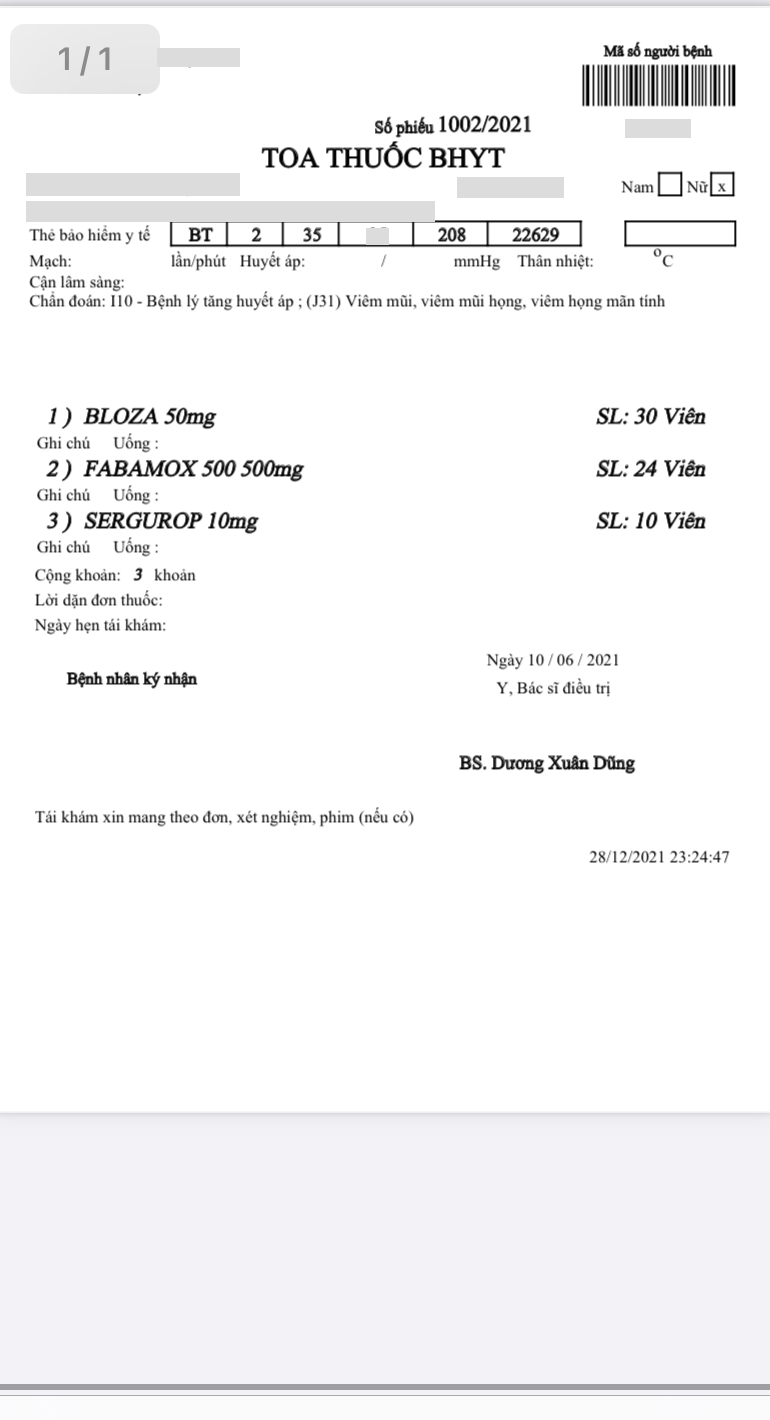 1/1
Mã số người bệnh
Số phiếu 1002/2021
TOA THUỐC BHYT
Nam Nữ x
Thẻ bảo hiểm y tế BT 2 35 208 22629
Mạch: lần/phút Huyết áp: / mmHg Thân nhiệt: °C
Cận lâm sàng:
Chẩn đoán: I10 - Bệnh lý tăng huyết áp ; (J31) Viêm mũi, viêm mũi họng, viêm họng mãn tính
1 ) BLOZA 50mg SL: 30 Viên
Ghi chú Uống :
2 ) FABAMOX 500 500mg SL: 24 Viên
Ghi chú Uống :
3 ) SERGUROP 10mg SL: 10 Viên
Ghi chú Uống :
Cộng khoản: 3 khoản
Lời dặn đơn thuốc:
Ngày hẹn tái khám:
Ngày 10 / 06 / 2021
Bệnh nhân ký nhận
Y, Bác sĩ điều trị
BS. Dương Xuân Dũng
Tái khám xin mang theo đơn, xét nghiệm, phim (nếu có)
28/12/2021 23:24:47